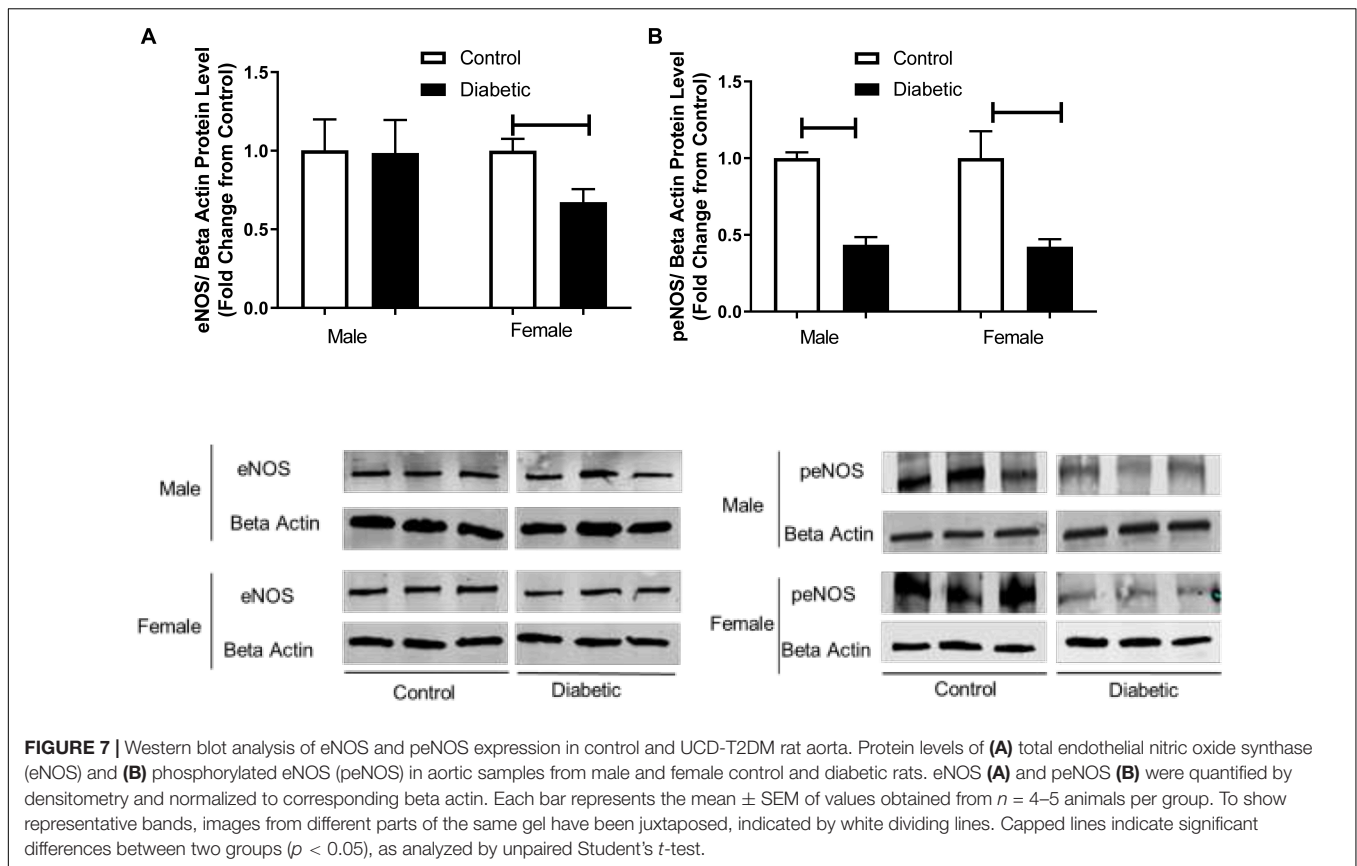 A
Control
Diabetic
eNOS/ Beta Actin Protein Level
(Fold Change from Control)
1.5
1.0
0.5
0.0
Male
Female
B
Control
Diabetic
peNOS/ Beta Actin Protein Level
(Fold Change from Control)
1.5
1.0
0.5
0.0
Male
Female
Male
eNOS
Beta Actin
Female
eNOS
Beta Actin
Control
Diabetic
Male
peNOS
Beta Actin
Female
peNOS
Beta Actin
Control
Diabetic
FIGURE 7 | Western blot analysis of eNOS and peNOS expression in control and UCD-T2DM rat aorta. Protein levels of (A) total endothelial nitric oxide synthase
(eNOS) and (B) phosphorylated eNOS (peNOS) in aortic samples from male and female control and diabetic rats. eNOS (A) and peNOS (B) were quantified by
densitometry and normalized to corresponding beta actin. Each bar represents the mean ± SEM of values obtained from n = 4–5 animals per group. To show
representative bands, images from different parts of the same gel have been juxtaposed, indicated by white dividing lines. Capped lines indicate significant
differences between two groups (p < 0.05), as analyzed by unpaired Student's t-test.